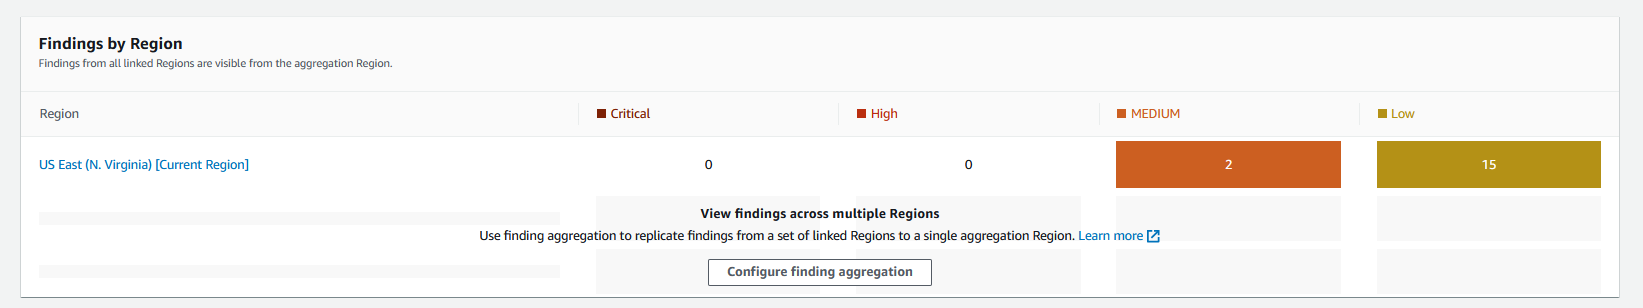 Findings by Region
Findings from all linked Regions are visible from the aggregation Region.
Region Critical High MEDIUM Low
US East (N. Virginia) [Current Region] 0 0 2 15
View findings across multiple Regions
Use finding aggregation to replicate findings from a set of linked Regions to a single aggregation Region. Learn more
Configure finding aggregation